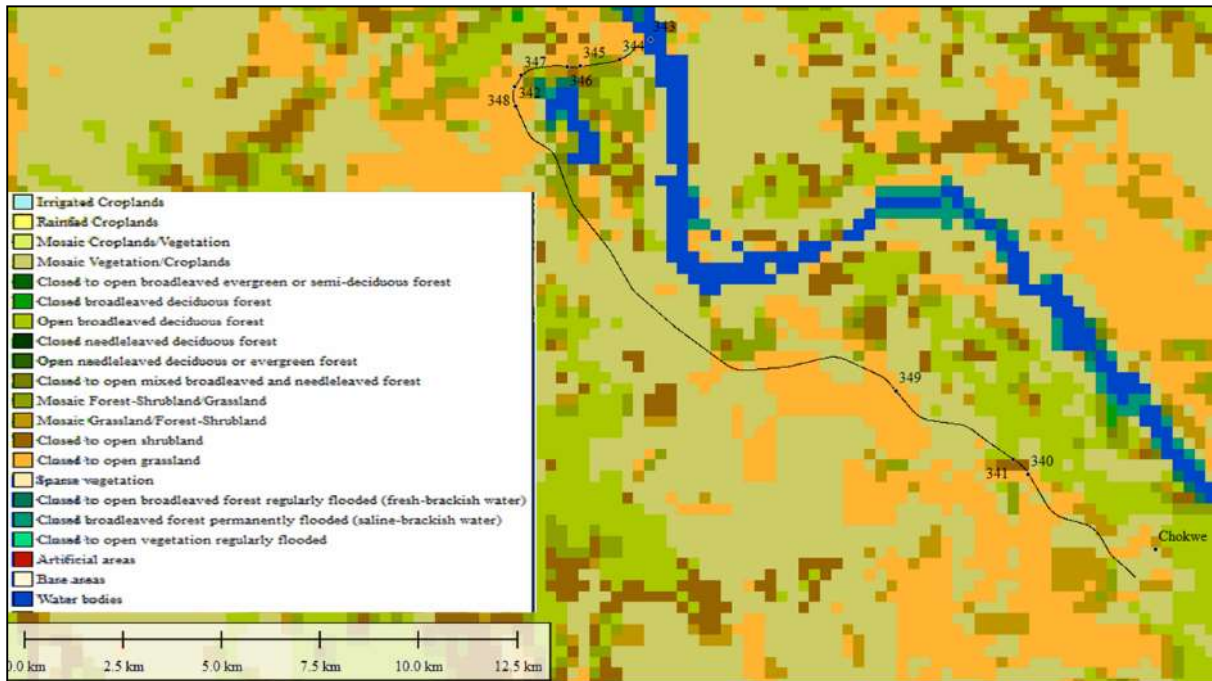 343
344
345
347
346
342
348
Irrigated Croplands
Rainfed Croplands
Mosaic Croplands/Vegetation
Mosaic Vegetation/Croplands
Closed to open broadleaved evergreen or semi-deciduous forest
Closed broadleaved deciduous forest
Open broadleaved deciduous forest
Closed needleleaved deciduous forest
Open needleleaved deciduous or evergreen forest
Closed to open mixed broadleaved and needleleaved forest
Mosaic Forest-Shrubland/Grassland
Mosaic Grassland/Forest-Shrubland
Closed to open shrubland
Closed to open grassland
Sparse vegetation
Closed to open broadleaved forest regularly flooded (fresh-brackish water)
Closed broadleaved forest permanently flooded (saline-brackish water)
Closed to open vegetation regularly flooded
Artificial areas
Base areas
Water bodies
349
340
341
Chokwe
0.0 km 2.5 km 5.0 km 7.5 km 10.0 km 12.5 km